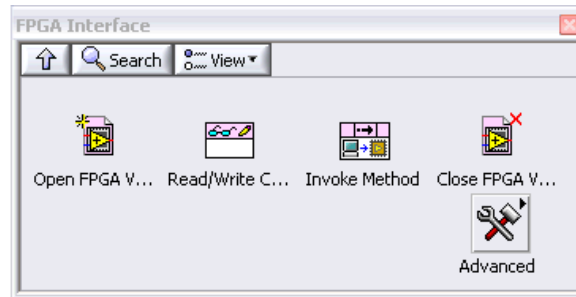 FPGA Interface
Search View
Open FPGA V... Read/Write C... Invoke Method Close FPGA V...
Advanced